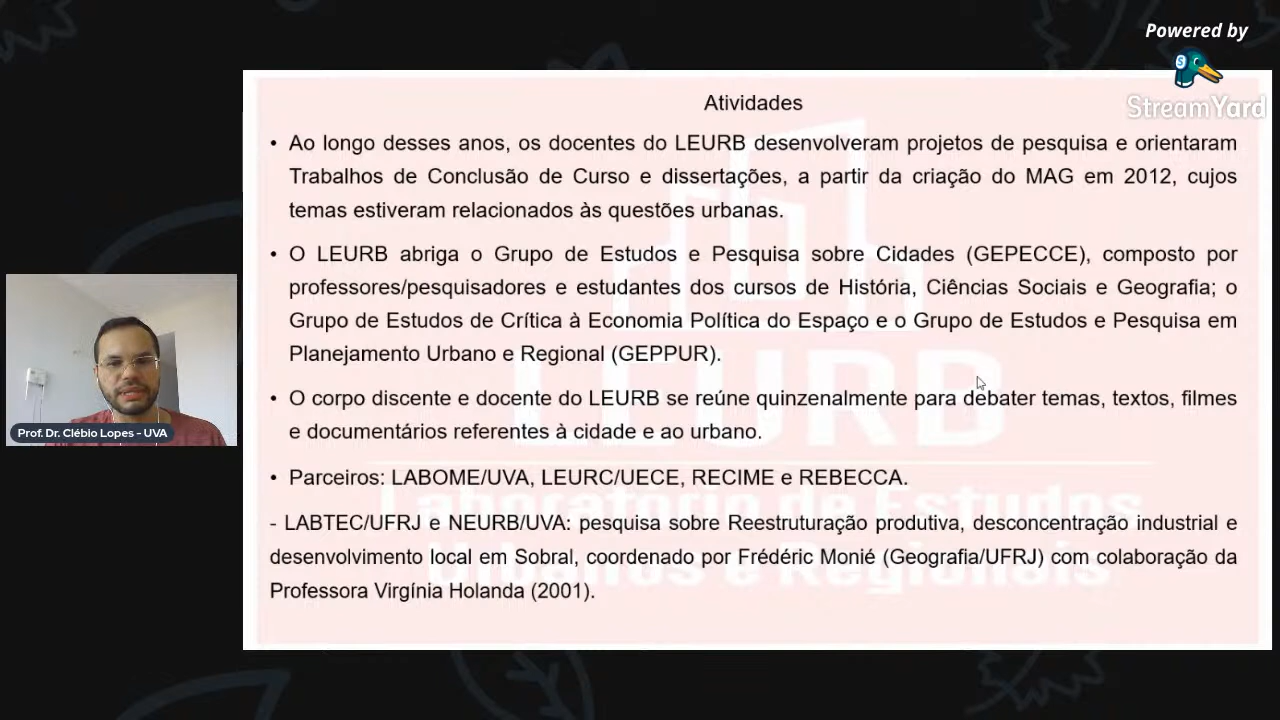 Powered by
StreamYard
Atividades
• Ao longo desses anos, os docentes do LEURB desenvolveram projetos de pesquisa e orientaram
Trabalhos de Conclusão de Curso e dissertações, a partir da criação do MAG em 2012, cujos
temas estiveram relacionados às questões urbanas.
• O LEURB abriga o Grupo de Estudos e Pesquisa sobre Cidades (GEPECCE), composto por
professores/pesquisadores e estudantes dos cursos de História, Ciências Sociais e Geografia; o
Grupo de Estudos de Crítica à Economia Política do Espaço e o Grupo de Estudos e Pesquisa em
Planejamento Urbano e Regional (GEPPUR).
• O corpo discente e docente do LEURB se reúne quinzenalmente para debater temas, textos, filmes
e documentários referentes à cidade e ao urbano.
• Parceiros: LABOME/UVA, LEURC/UECE, RECIME e REBECCA.
- LABTEC/UFRJ e NEURB/UVA: pesquisa sobre Reestruturação produtiva, desconcentração industrial e
desenvolvimento local em Sobral, coordenado por Frédéric Monié (Geografia/UFRJ) com colaboração da
Professora Virgínia Holanda (2001).
LEURB
Laboratório de Estudos
Urbanos e Regionais
Prof. Dr. Clébio Lopes - UVA